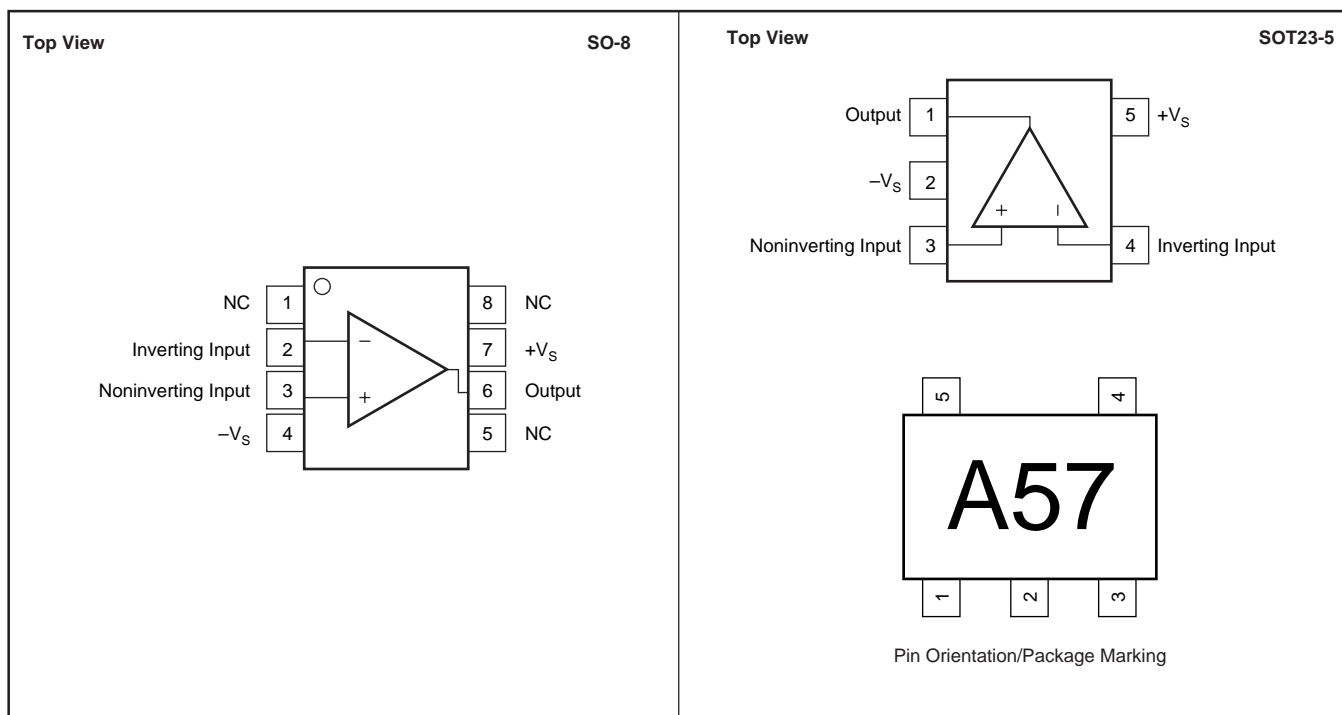 Top View SO-8
NC 1 8 NC
Inverting Input 2 − 7 +VS
Noninverting Input 3 + 6 Output
–VS 4 5 NC
Top View SOT23-5
Output 1 5 +VS
–VS 2
+ −
Noninverting Input 3 4 Inverting Input
5 4
A57
1 2 3
Pin Orientation/Package Marking